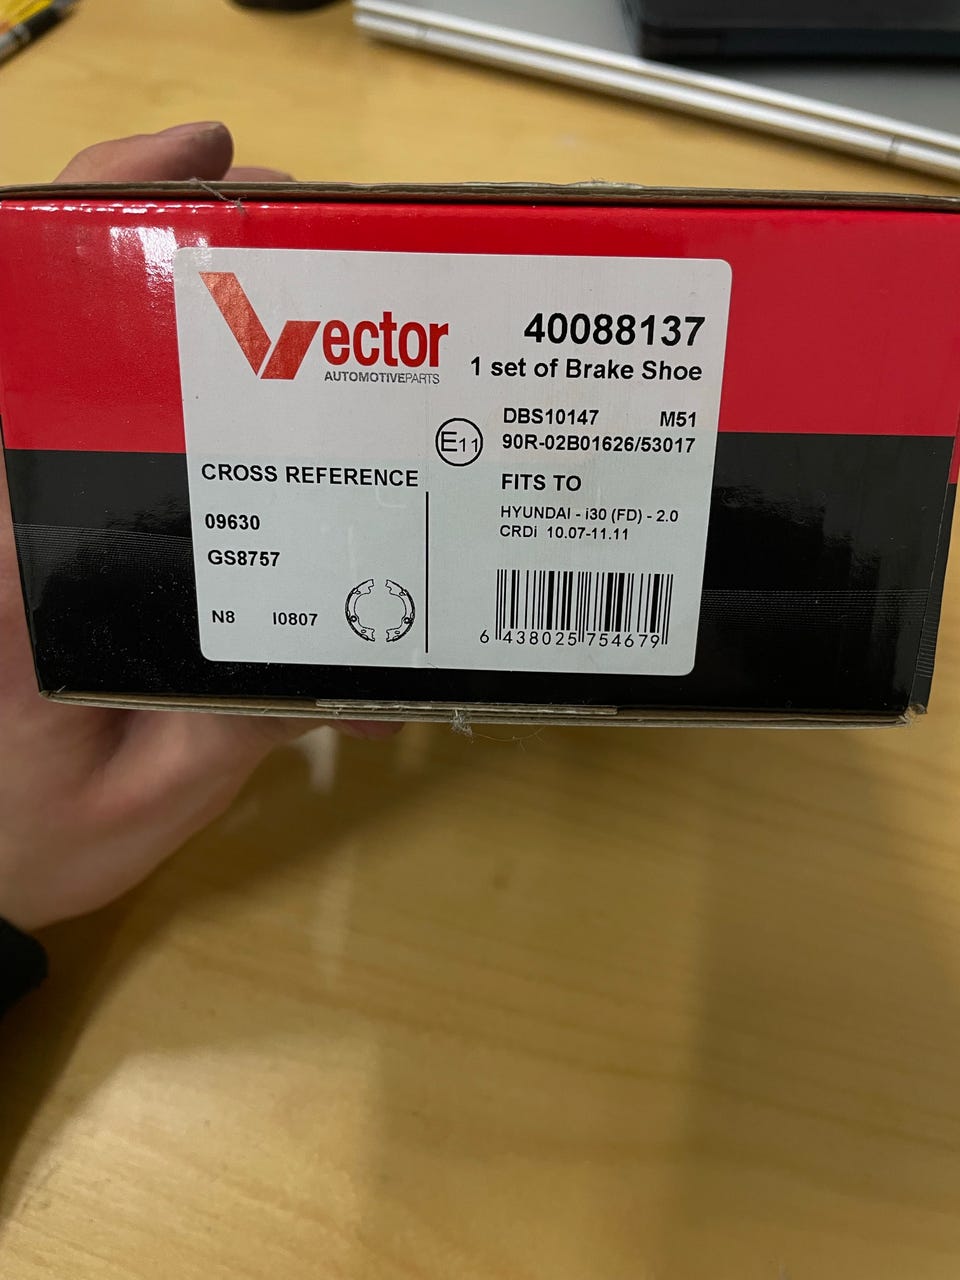 Vector
AUTOMOTIVEPARTS
40088137
1 set of Brake Shoe
DBS10147 M51
E11 90R-02B01626/53017
CROSS REFERENCE
09630
GS8757
N8 I0807
FITS TO
HYUNDAI - i30 (FD) - 2.0
CRDi 10.07-11.11
6 438025 754679